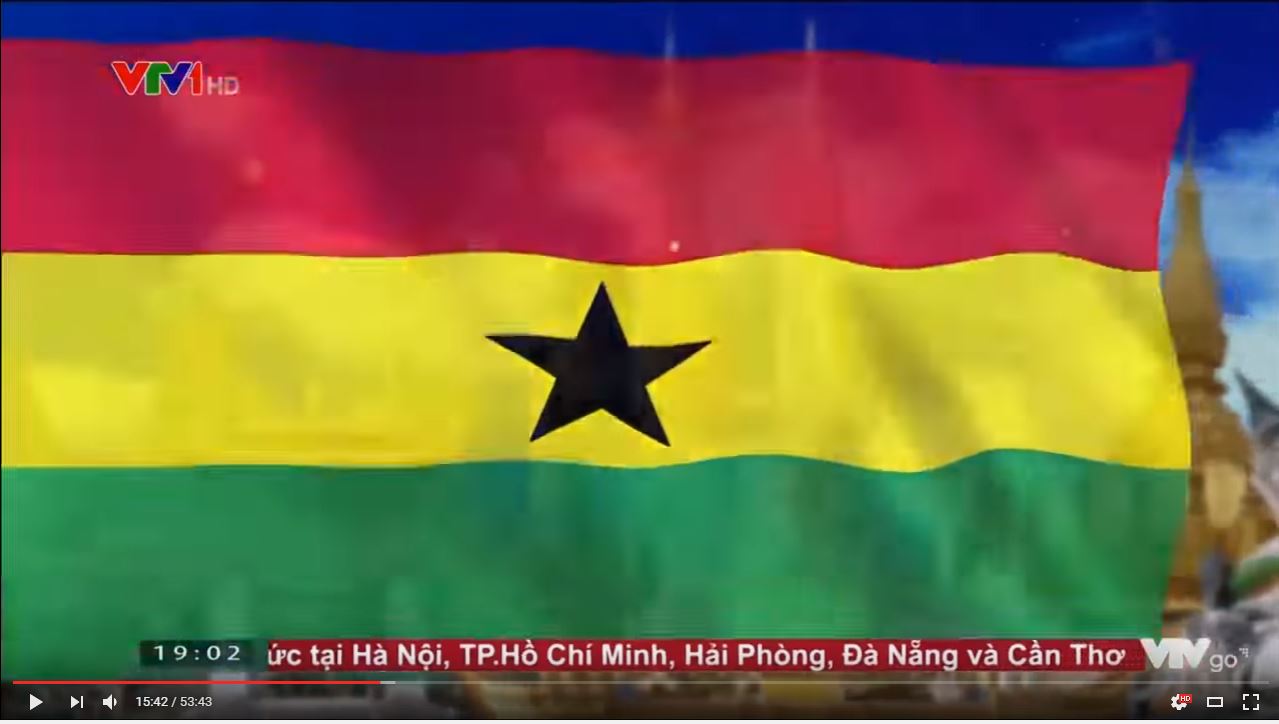 VTV1 HD
19:02 ức tại Hà Nội, TP.Hồ Chí Minh, Hải Phòng, Đà Nẵng và Cần Thơ VTV go
15:42 / 53:43 HD